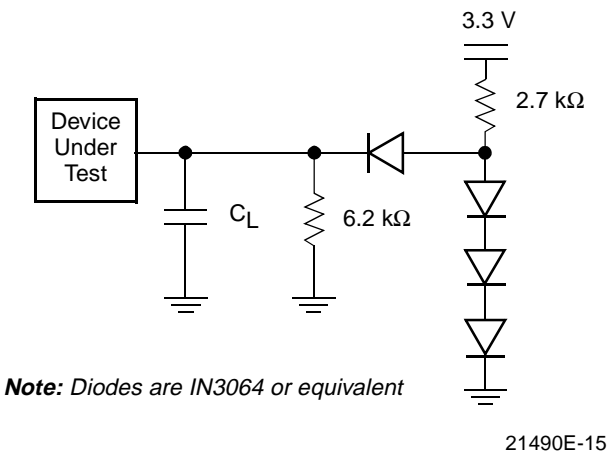 3.3 V
2.7 kΩ
Device
Under
Test
CL
6.2 kΩ
Note: Diodes are IN3064 or equivalent
21490E-15